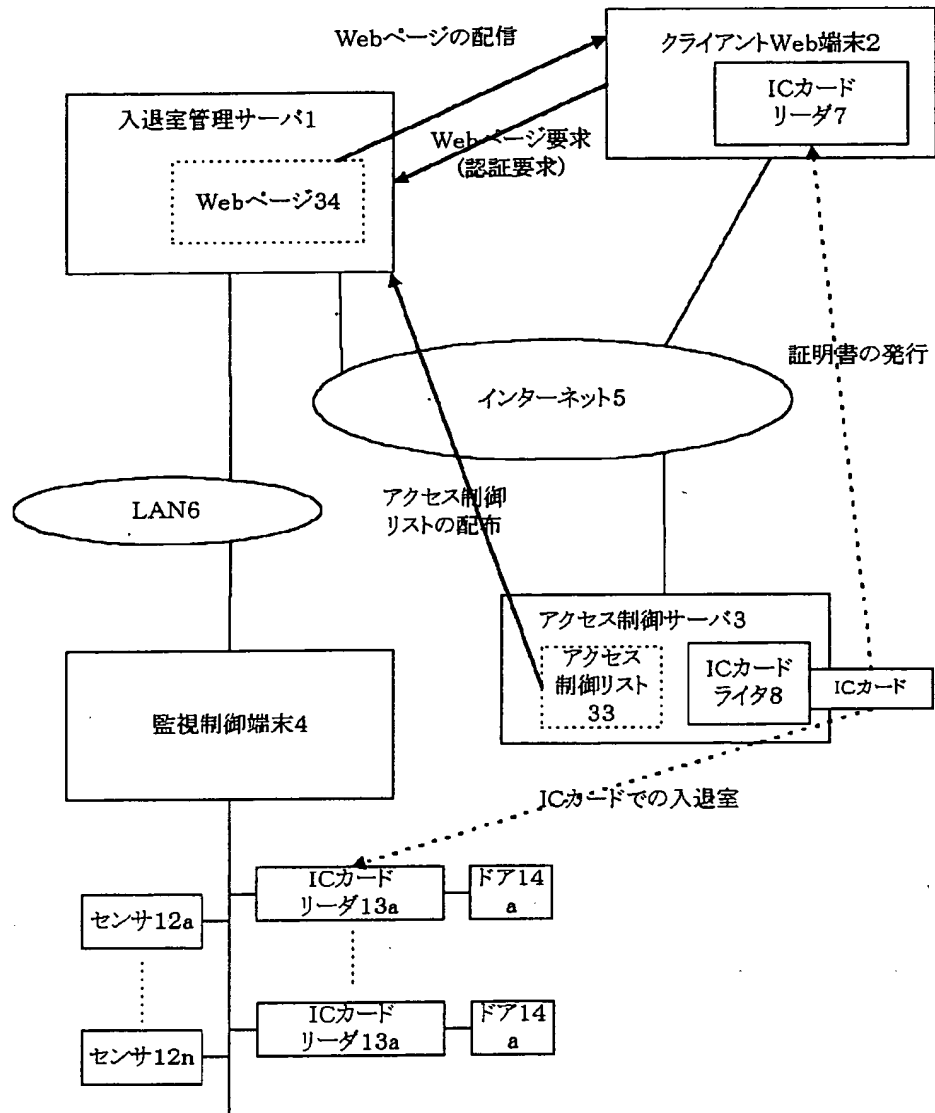 Webページの配信
クライアントWeb端末2
ICカード
リーダ7
入退室管理サーバ1
Webページ要求
(認証要求)
Webページ34
証明書の発行
インターネット5
アクセス制御
リストの配布
LAN6
アクセス制御サーバ3
アクセス
制御リスト
33
ICカード
ライタ8
ICカード
監視制御端末4
ICカードでの入退室
ICカード
リーダ13a
ドア14
a
センサ12a
ICカード
リーダ13a
ドア14
a
センサ12n